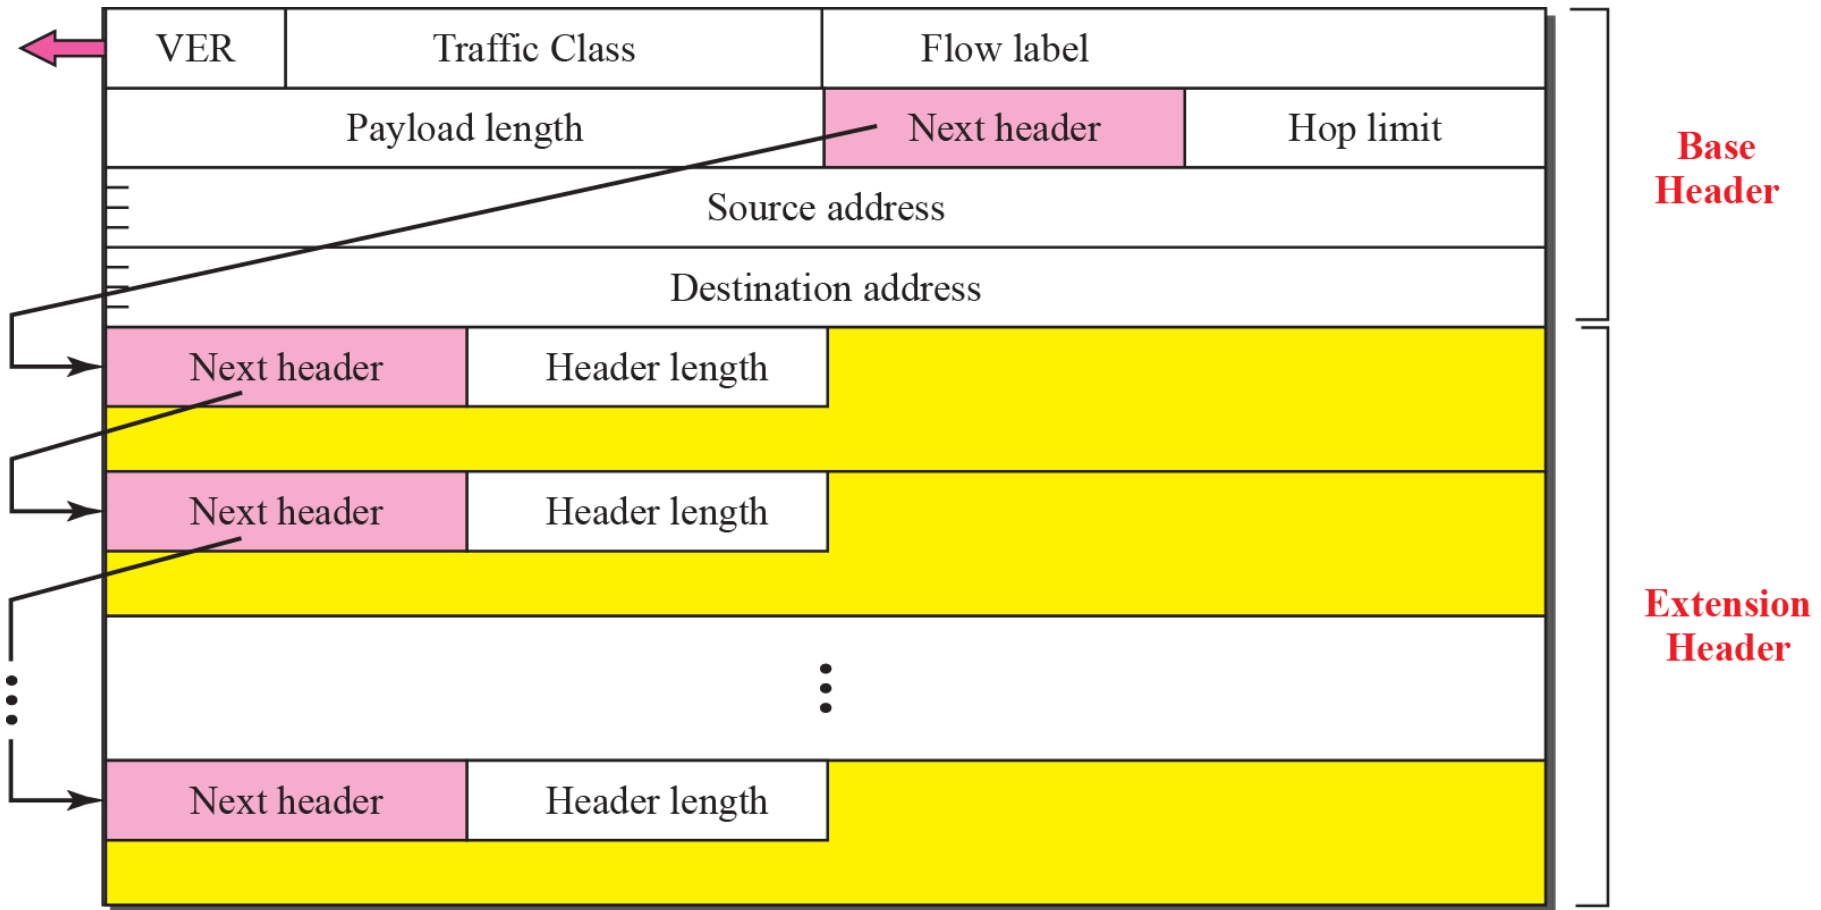 VER Traffic Class Flow label
Payload length Next header Hop limit
Source address
Destination address
Base
Header
Next header Header length
Next header Header length
Extension
Header
Next header Header length